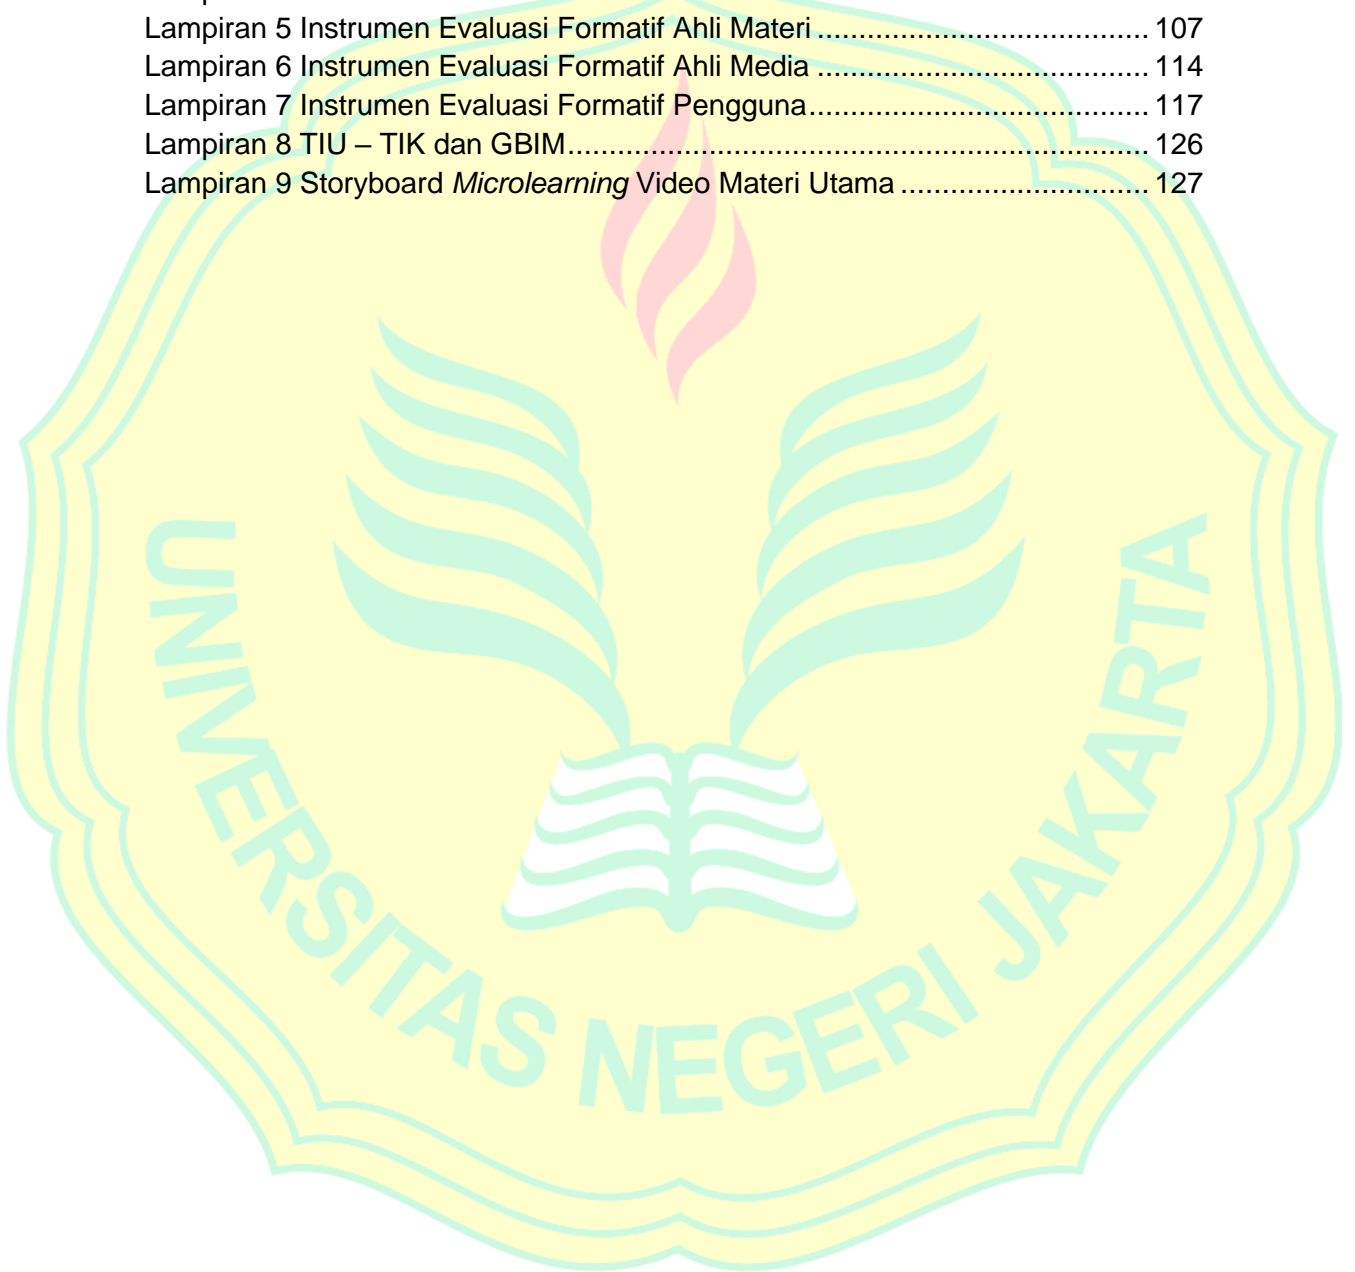 Lampiran 5 Instrumen Evaluasi Formatif Ahli Materi ........................................ 107
Lampiran 6 Instrumen Evaluasi Formatif Ahli Media ........................................ 114
Lampiran 7 Instrumen Evaluasi Formatif Pengguna......................................... 117
Lampiran 8 TIU – TIK dan GBIM...................................................................... 126
Lampiran 9 Storyboard Microlearning Video Materi Utama .............................. 127
UNIVERSITAS NEGERI JAKARTA